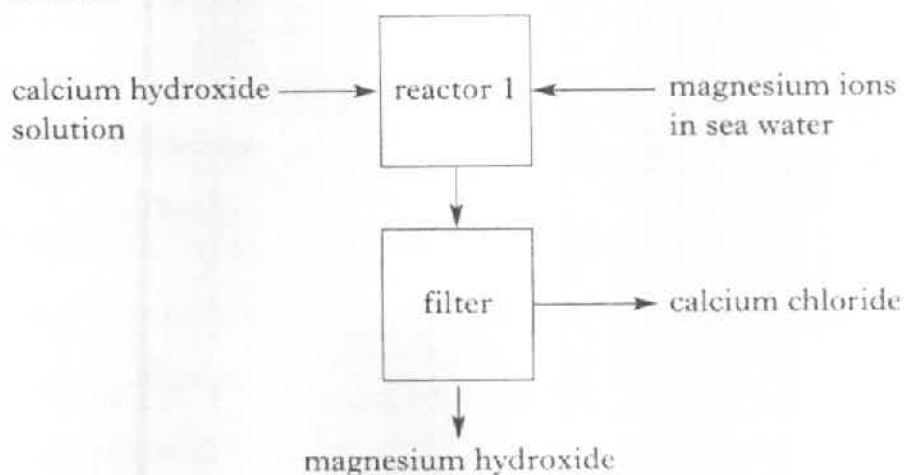 calcium hydroxide
solution
reactor 1
magnesium ions
in sea water
filter
calcium chloride
magnesium hydroxide